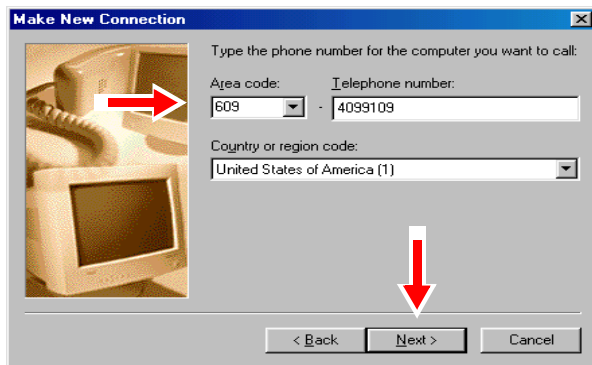 Make New Connection
Type the phone number for the computer you want to call:
Area code: Telephone number:
609 - 4099109
Country or region code:
United States of America (1)
< Back Next > Cancel